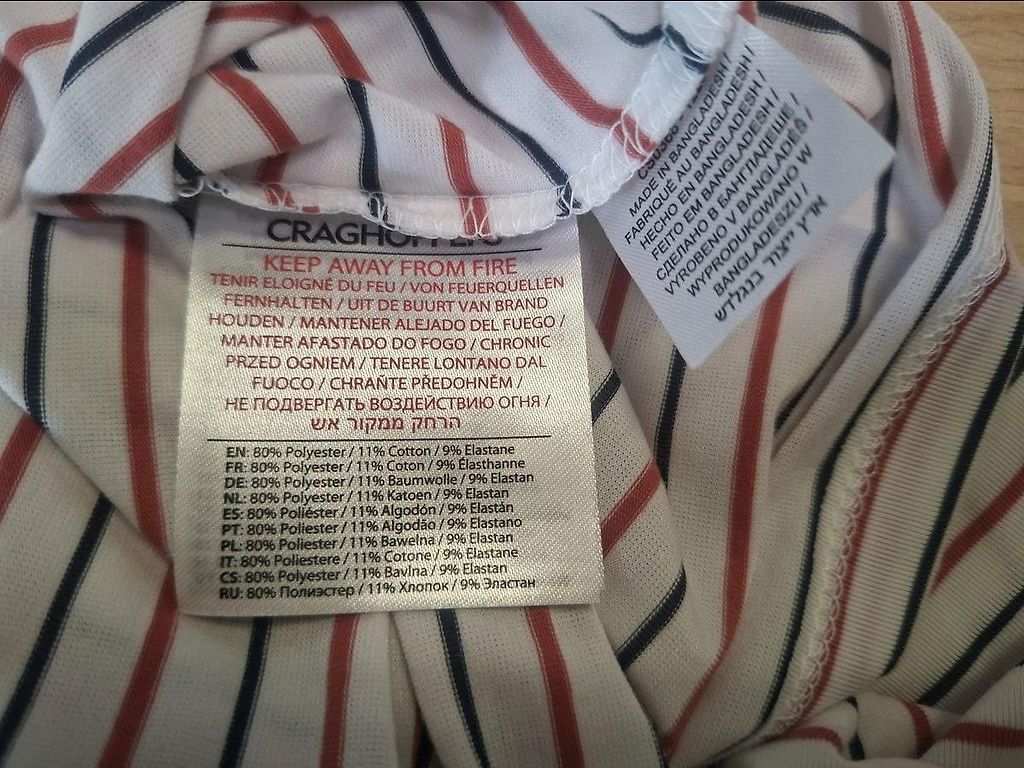 CRAGHOPPERS
KEEP AWAY FROM FIRE
TENIR ELOIGNÉ DU FEU / VON FEUERQUELLEN
FERNHALTEN / UIT DE BUURT VAN BRAND
HOUDEN / MANTENER ALEJADO DEL FUEGO /
MANTER AFASTADO DO FOGO / CHRONIC
PRZED OGNIEM / TENERE LONTANO DAL
FUOCO / CHRAŇTE PŘEDOHNĚM /
НЕ ПОДВЕРГАТЬ ВОЗДЕЙСТВИЮ ОГНЯ /
הרחק ממקור אש
EN: 80% Polyester / 11% Cotton / 9% Elastane
FR: 80% Polyester / 11% Coton / 9% Élasthanne
DE: 80% Polyester / 11% Baumwolle / 9% Elastan
NL: 80% Polyester / 11% Katoen / 9% Elastan
ES: 80% Poliéster / 11% Algodón / 9% Elastán
PT: 80% Poliéster / 11% Algodão / 9% Elastano
PL: 80% Poliester / 11% Bawełna / 9% Elastan
IT: 80% Poliestere / 11% Cotone / 9% Elastane
CS: 80% Polyester / 11% Bavlna / 9% Elastan
RU: 80% Полиэстер / 11% Хлопок / 9% Эластан
MADE IN BANGLADESH /
FABRIQUÉ AU BANGLADESH /
HECHO EN BANGLADESH /
FEITO EM BANGLADESH /
СДЕЛАНО В БАНГЛАДЕШЕ /
VYROBENO V BANGLADÉŠ /
WYPRODUKOWANO W
BANGLADESZU /
ארץ ייצור בנגלדש